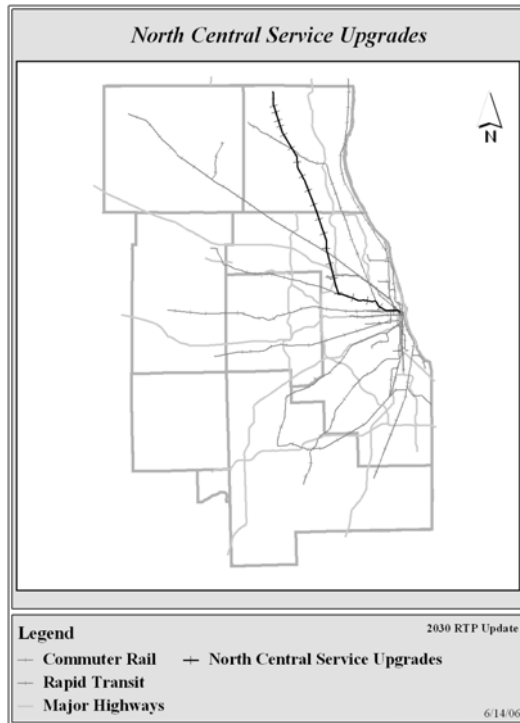 North Central Service Upgrades
N
Legend
2030 RTP Update
Commuter Rail
North Central Service Upgrades
Rapid Transit
Major Highways
6/14/06